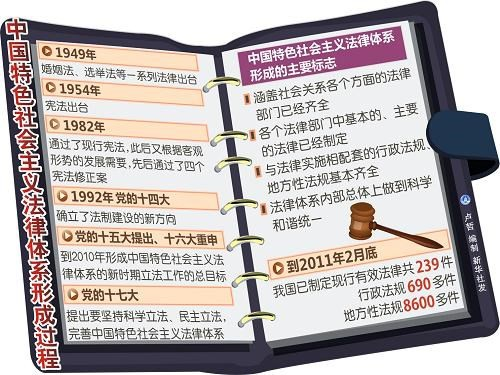 中国特色社会主义法律体系形成过程
1949年
婚姻法、选举法等一系列法律出台
1954年
宪法出台
1982年
通过了现行宪法,此后又根据客观
形势的发展需要,先后通过了四个
宪法修正案
1992年 党的十四大
确立了法制建设的新方向
党的十五大提出、十六大重申
到2010年形成中国特色社会主义法
律体系的新时期立法工作的总目标
党的十七大
提出要坚持科学立法、民主立法,
完善中国特色社会主义法律体系
中国特色社会主义法律体系
形成的主要标志
涵盖社会关系各个方面的法律
部门已经齐全
各个法律部门中基本的、主要
的法律已经制定
与法律实施相配套的行政法规、
地方性法规基本齐全
法律体系内部总体上做到科学
和谐统一
到2011年2月底
我国已制定现行有效法律共239件
行政法规690多件
地方性法规8600多件
卢哲 编制 新华社发